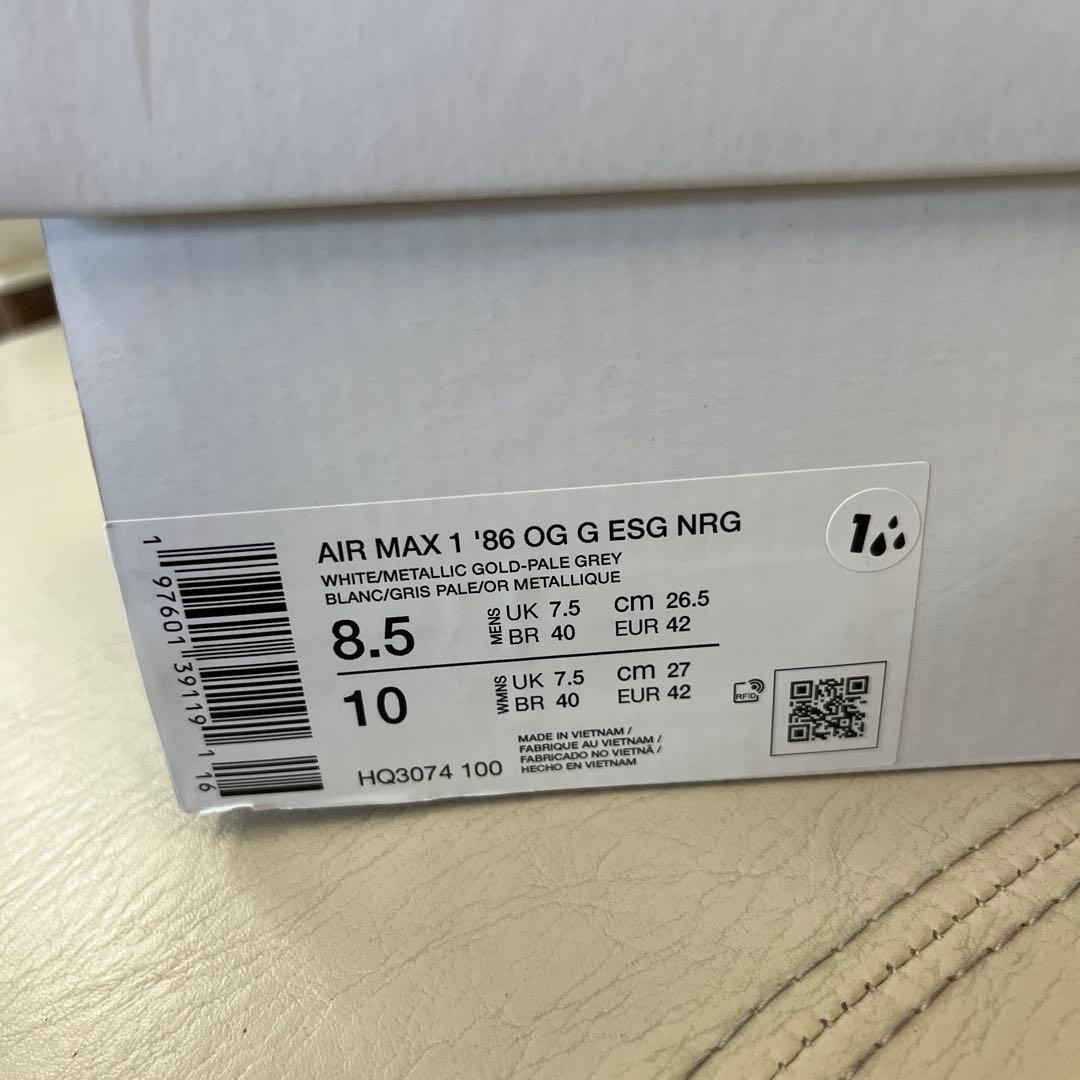 AIR MAX 1 '86 OG G ESG NRG
WHITE/METALLIC GOLD-PALE GREY
BLANC/GRIS PALE/OR METALLIQUE
8.5 MENS UK 7.5 cm 26.5
BR 40 EUR 42
10 WMNS UK 7.5 cm 27
BR 40 EUR 42
HQ3074 100
MADE IN VIETNAM /
FABRIQUE AU VIETNAM /
FABRICADO NO VIETNÃ /
HECHO EN VIETNAM
RFID
1
1 97601 39119 1 16